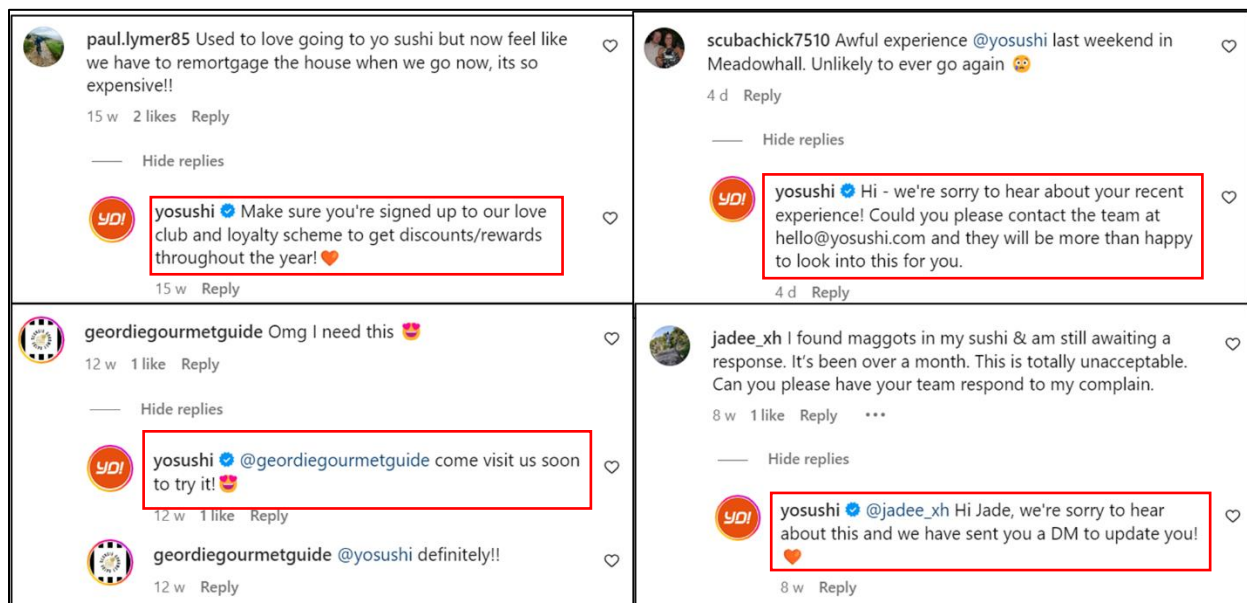 paul.lymer85 Used to love going to yo sushi but now feel like
we have to remortgage the house when we go now, its so
expensive!!
15 w 2 likes Reply
Hide replies
YO!
yosushi Make sure you're signed up to our love
club and loyalty scheme to get discounts/rewards
throughout the year!🧡
15 w Reply
scubachick7510 Awful experience @yosushi last weekend in
Meadowhall. Unlikely to ever go again 😰
4 d Reply
Hide replies
YO!
yosushi Hi - we're sorry to hear about your recent
experience! Could you please contact the team at
hello@yosushi.com and they will be more than happy
to look into this for you.
4 d Reply
geordiegourmetguide Omg I need this 😍
12 w 1 like Reply
Hide replies
YO!
yosushi @geordiegourmetguide come visit us soon
to try it!😍
12 w 1 like Reply
geordiegourmetguide @yosushi definitely!!
12 w Reply
jadee_xh I found maggots in my sushi & am still awaiting a
response. It's been over a month. This is totally unacceptable.
Can you please have your team respond to my complain.
8 w 1 like Reply •••
Hide replies
YO!
yosushi @jadee_xh Hi Jade, we're sorry to hear
about this and we have sent you a DM to update you!
🧡
8 w Reply